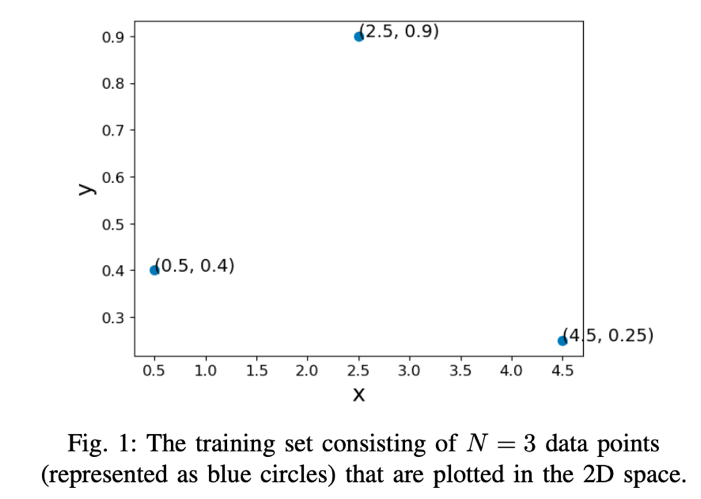 0.9
(2.5, 0.9)
0.8
0.7
0.6
y
0.5
0.4
(0.5, 0.4)
0.3
(4.5, 0.25)
0.5 1.0 1.5 2.0 2.5 3.0 3.5 4.0 4.5
x
Fig. 1: The training set consisting of N = 3 data points
(represented as blue circles) that are plotted in the 2D space.